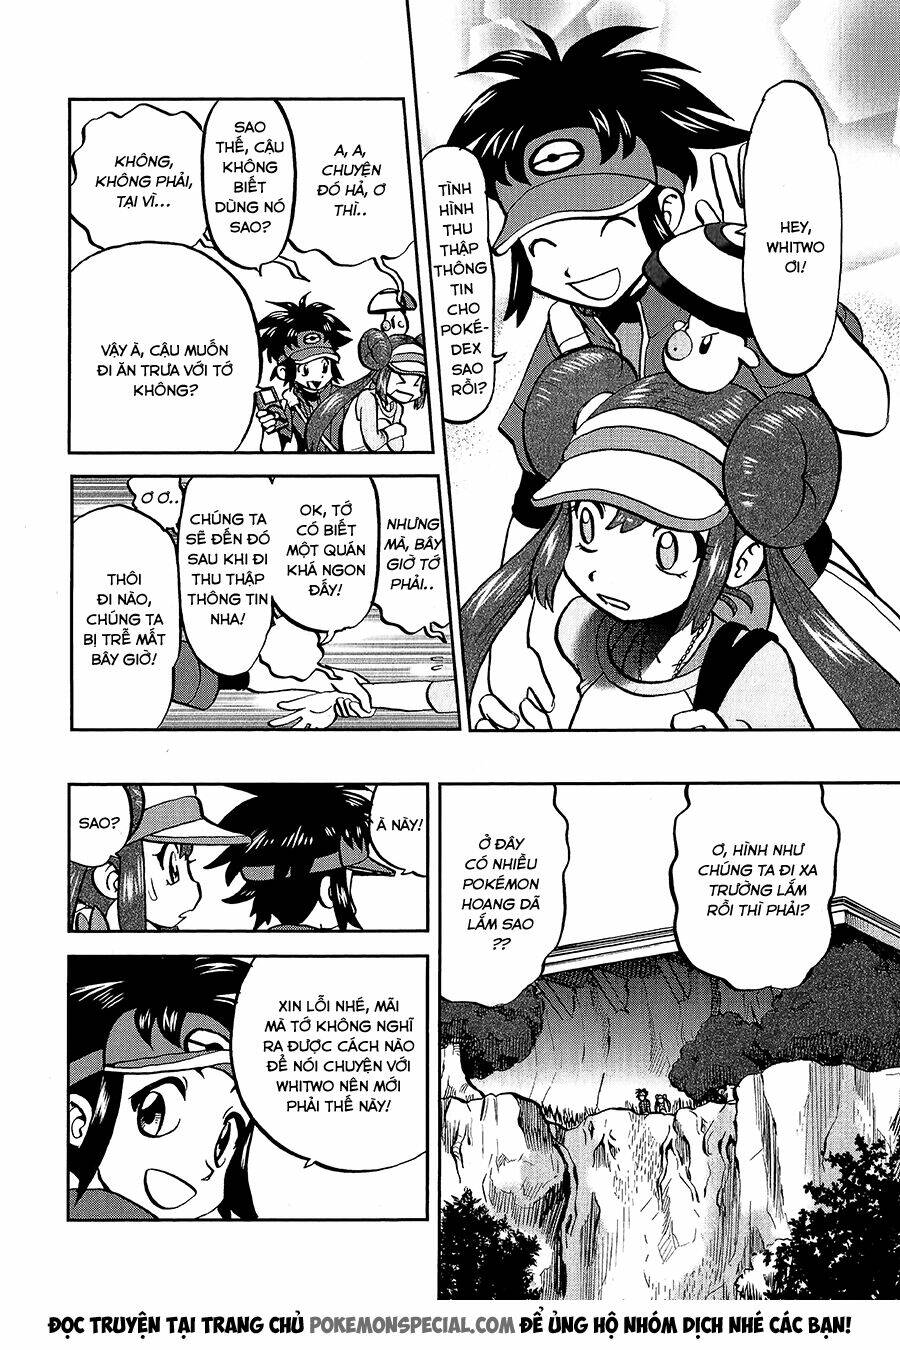 HEY,
WHITWO
ƠI!
TÌNH
HÌNH
THU
THẬP
THÔNG
TIN
CHO
POKÉ-
DEX
SAO
RỒI?
A, A,
CHUYỆN
ĐÓ HẢ, Ơ
THÌ..
SAO
THẾ, CẬU
KHÔNG
BIẾT
DÙNG NÓ
SAO?
KHÔNG,
KHÔNG PHẢI,
TẠI VÌ...
VẬY À, CẬU MUỐN
ĐI ĂN TRƯA VỚI TỚ
KHÔNG?
NHƯNG
MÀ, BÂY
GIỜ TỚ
PHẢI..
OK, TỚ
CÓ BIẾT
MỘT QUÁN
KHÁ NGON
ĐẤY!
CHÚNG TA
SẼ ĐẾN ĐÓ
SAU KHI ĐI
THU THẬP
THÔNG TIN
NHA!
Ơ Ơ..
THÔI
ĐI NÀO,
CHÚNG TA
BỊ TRỄ MẤT
BÂY GIỜ!
Ơ, HÌNH NHƯ
CHÚNG TA ĐI XA
TRƯỜNG LẮM
RỒI THÌ PHẢI?
Ở ĐÂY
CÓ NHIỀU
POKÉMON
HOANG DÃ
LẮM SAO
??
À NÀY!
SAO?
XIN LỖI NHÉ, MÃI
MÀ TỚ KHÔNG NGHĨ
RA ĐƯỢC CÁCH NÀO
ĐỂ NÓI CHUYỆN VỚI
WHITWO NÊN MỚI
PHẢI THẾ NÀY!
ĐỌC TRUYỆN TẠI TRANG CHỦ POKEMONSPECIAL.COM ĐỂ ỦNG HỘ NHÓM DỊCH NHÉ CÁC BẠN!